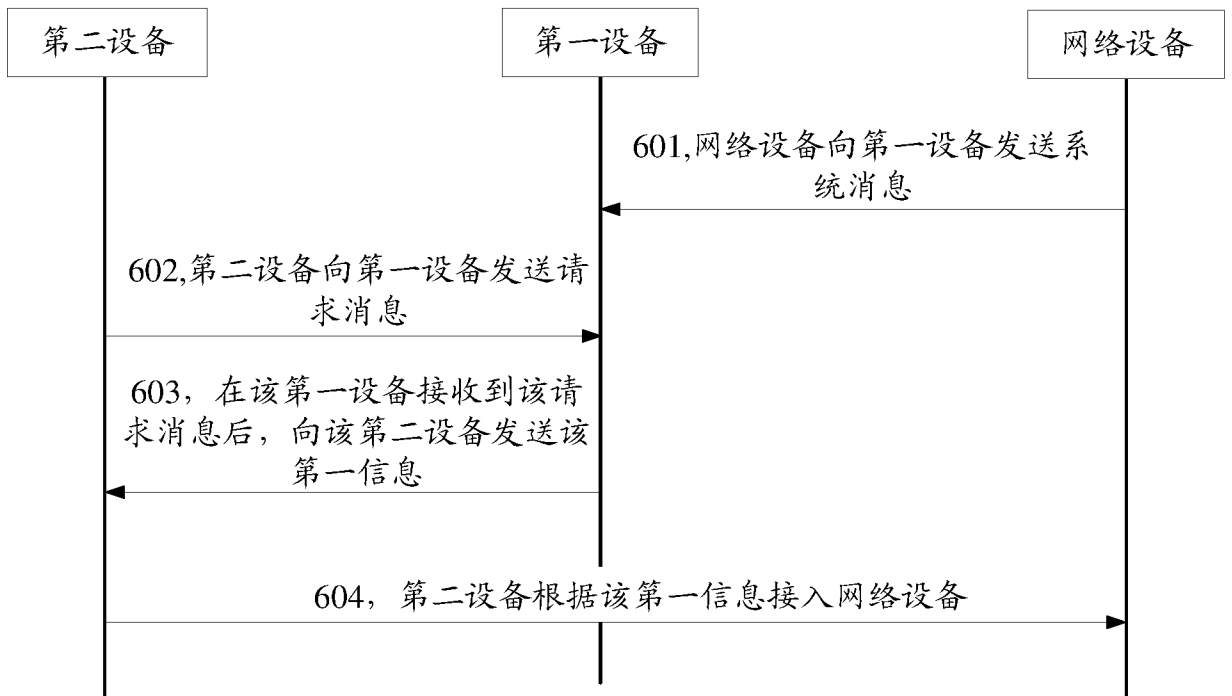 第二设备
第一设备
网络设备
601,网络设备向第一设备发送系
统消息
602,第二设备向第一设备发送请
求消息
603，在该第一设备接收到该请
求消息后，向该第二设备发送该
第一信息
604，第二设备根据该第一信息接入网络设备